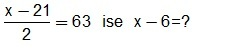 x − 21 / 2 = 63 ise x − 6=?